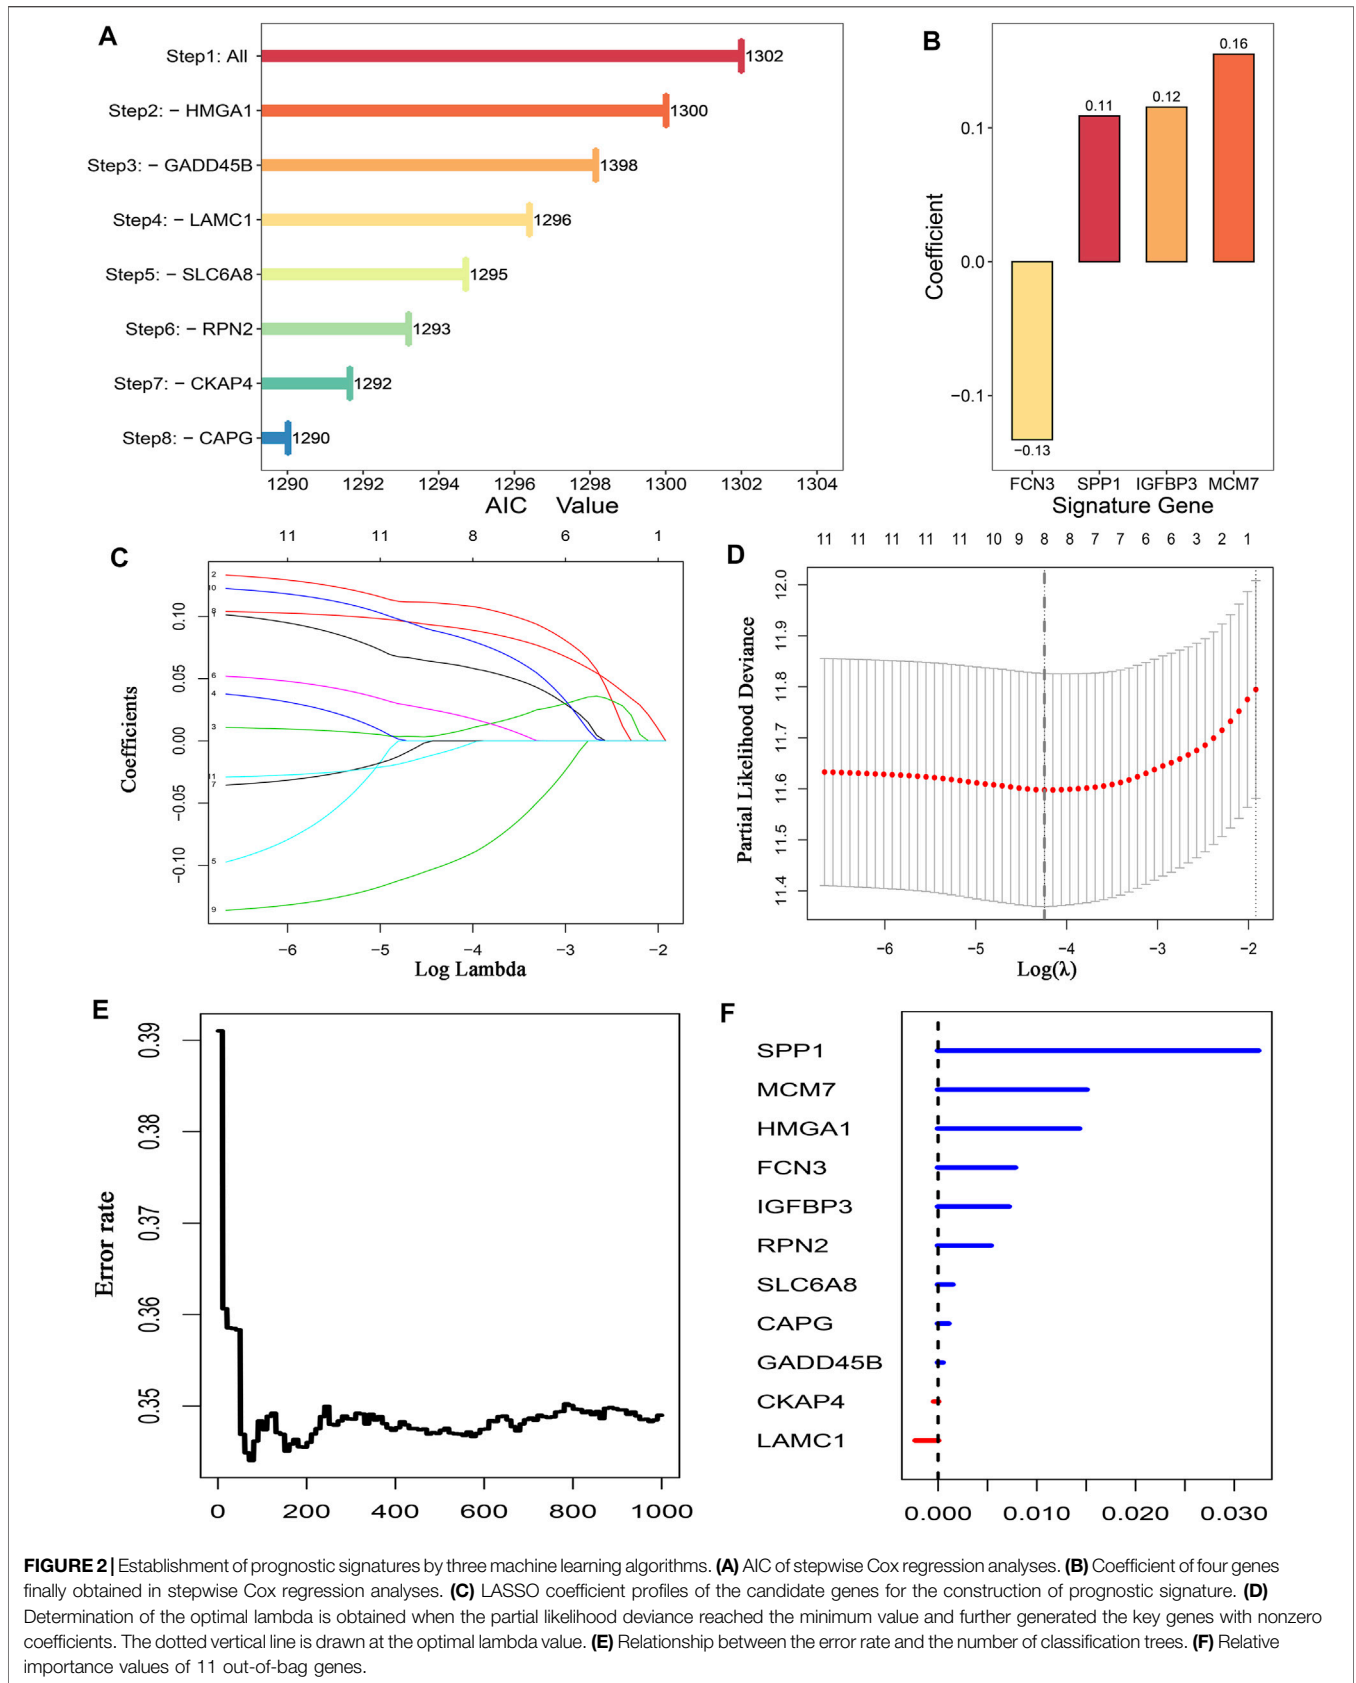 A
Step1: All
1302
Step2: − HMGA1
1300
Step3: − GADD45B
1398
Step4: − LAMC1
1296
Step5: − SLC6A8
1295
Step6: − RPN2
1293
Step7: − CKAP4
1292
Step8: − CAPG
1290
1290 1292 1294 1296 1298 1300 1302 1304
AIC Value
B
Coefficient
0.1
0.0
−0.1
−0.13
0.11
0.12
0.16
FCN3 SPP1 IGFBP3 MCM7
Signature Gene
C
11 11 8 6 1
Coefficients
0.10
0.05
0.00
−0.05
−0.10
2
10
8
1
6
4
3
11
7
5
9
−6 −5 −4 −3 −2
Log Lambda
D
11 11 11 11 11 10 9 8 8 7 7 6 6 3 2 1
Partial Likelihood Deviance
12.0
11.9
11.8
11.7
11.6
11.5
11.4
−6 −5 −4 −3 −2
Log(λ)
E
Error rate
0.39
0.38
0.37
0.36
0.35
0 200 400 600 800 1000
F
SPP1
MCM7
HMGA1
FCN3
IGFBP3
RPN2
SLC6A8
CAPG
GADD45B
CKAP4
LAMC1
0.000 0.010 0.020 0.030
FIGURE 2 | Establishment of prognostic signatures by three machine learning algorithms. (A) AIC of stepwise Cox regression analyses. (B) Coefficient of four genes
finally obtained in stepwise Cox regression analyses. (C) LASSO coefficient profiles of the candidate genes for the construction of prognostic signature. (D)
Determination of the optimal lambda is obtained when the partial likelihood deviance reached the minimum value and further generated the key genes with nonzero
coefficients. The dotted vertical line is drawn at the optimal lambda value. (E) Relationship between the error rate and the number of classification trees. (F) Relative
importance values of 11 out-of-bag genes.